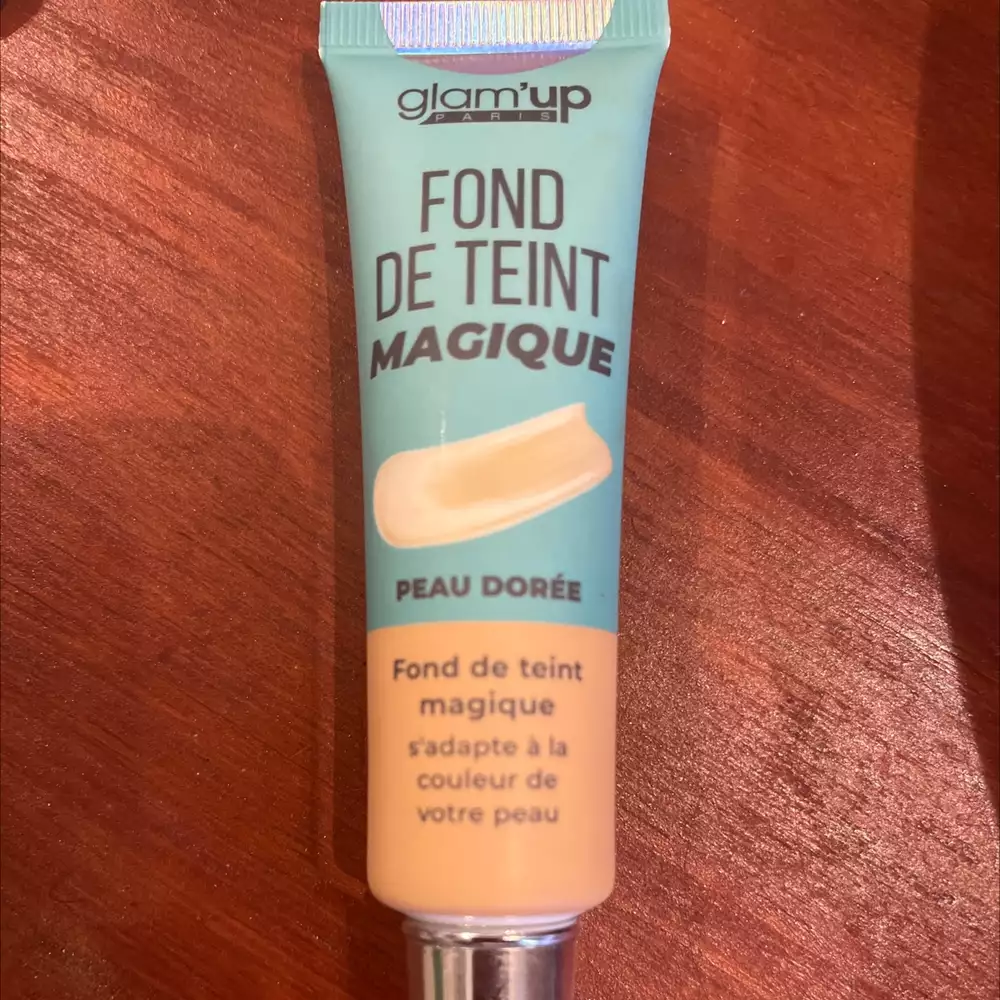 glam'up
PARIS
FOND
DE TEINT
MAGIQUE
PEAU DORÉE
Fond de teint
magique
s'adapte à la
couleur de
votre peau